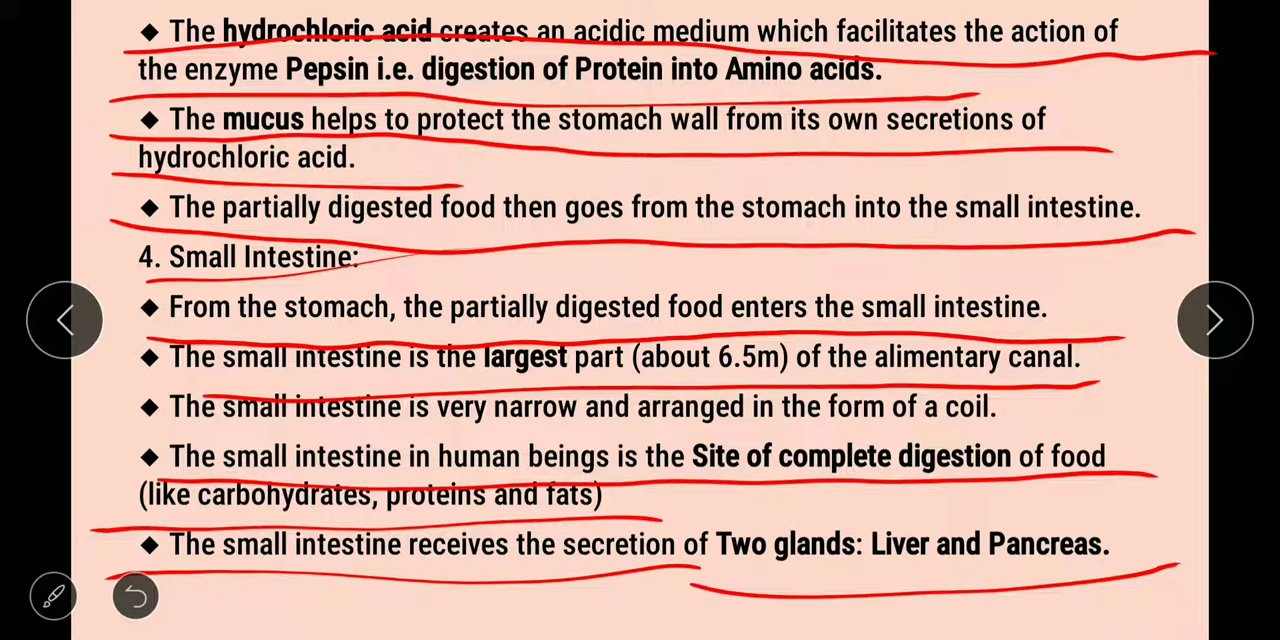 ◆ The hydrochloric acid creates an acidic medium which facilitates the action of
the enzyme Pepsin i.e. digestion of Protein into Amino acids.
◆ The mucus helps to protect the stomach wall from its own secretions of
hydrochloric acid.
◆ The partially digested food then goes from the stomach into the small intestine.
4. Small Intestine:
◆ From the stomach, the partially digested food enters the small intestine.
◆ The small intestine is the largest part (about 6.5m) of the alimentary canal.
◆ The small intestine is very narrow and arranged in the form of a coil.
◆ The small intestine in human beings is the Site of complete digestion of food
(like carbohydrates, proteins and fats)
◆ The small intestine receives the secretion of Two glands: Liver and Pancreas.